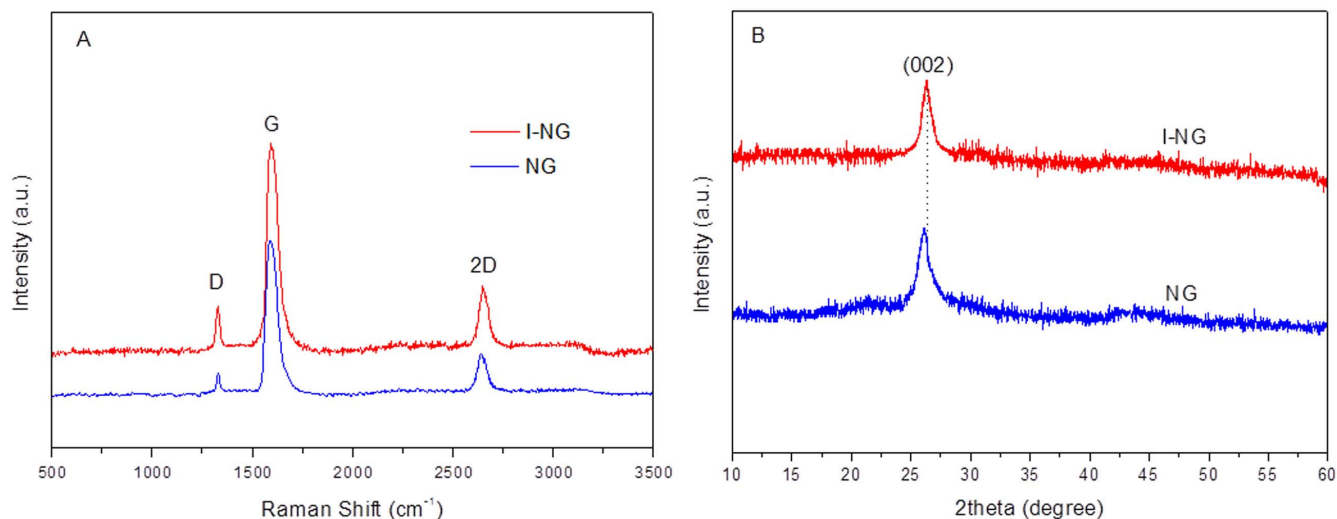 A
G
I-NG
NG
D
2D
Intensity (a.u.)
500 1000 1500 2000 2500 3000 3500
Raman Shift (cm⁻¹)
B
(002)
I-NG
NG
Intensity (a.u.)
10 15 20 25 30 35 40 45 50 55 60
2theta (degree)